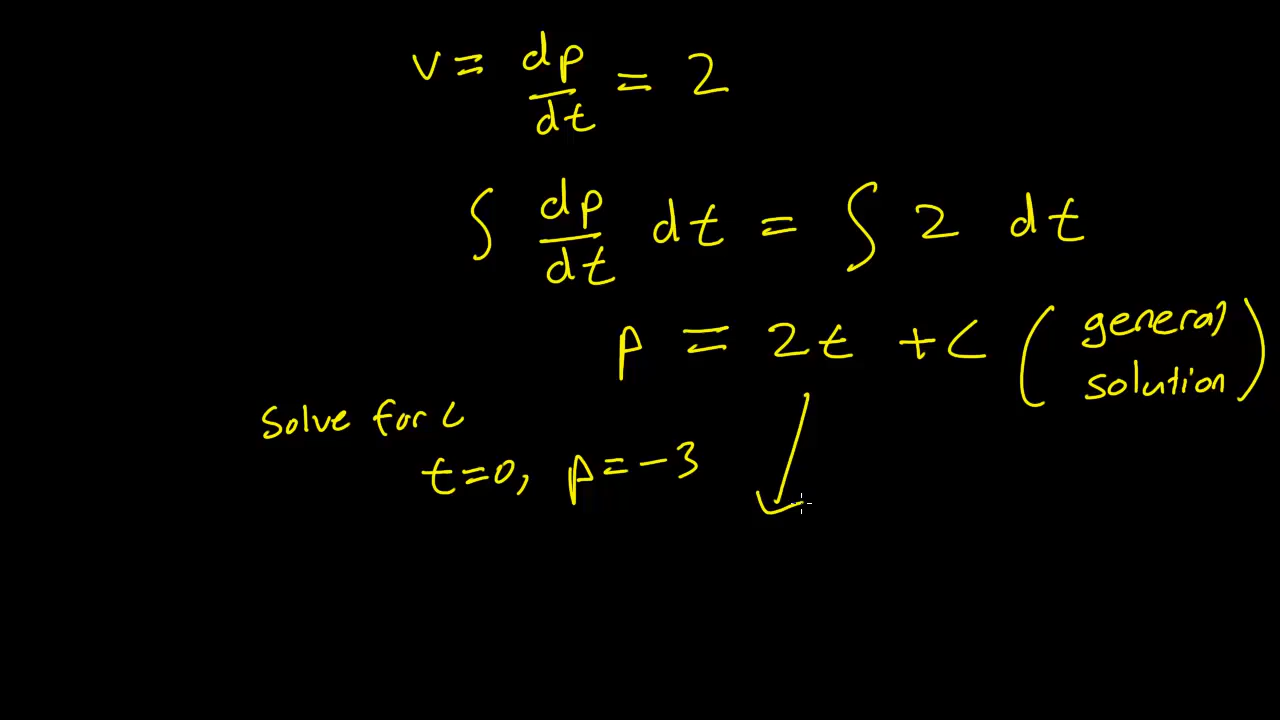 v = dp/dt = 2
∫ dp/dt dt = ∫ 2 dt
p = 2t + c (general solution)
Solve for c
t=0, p=-3